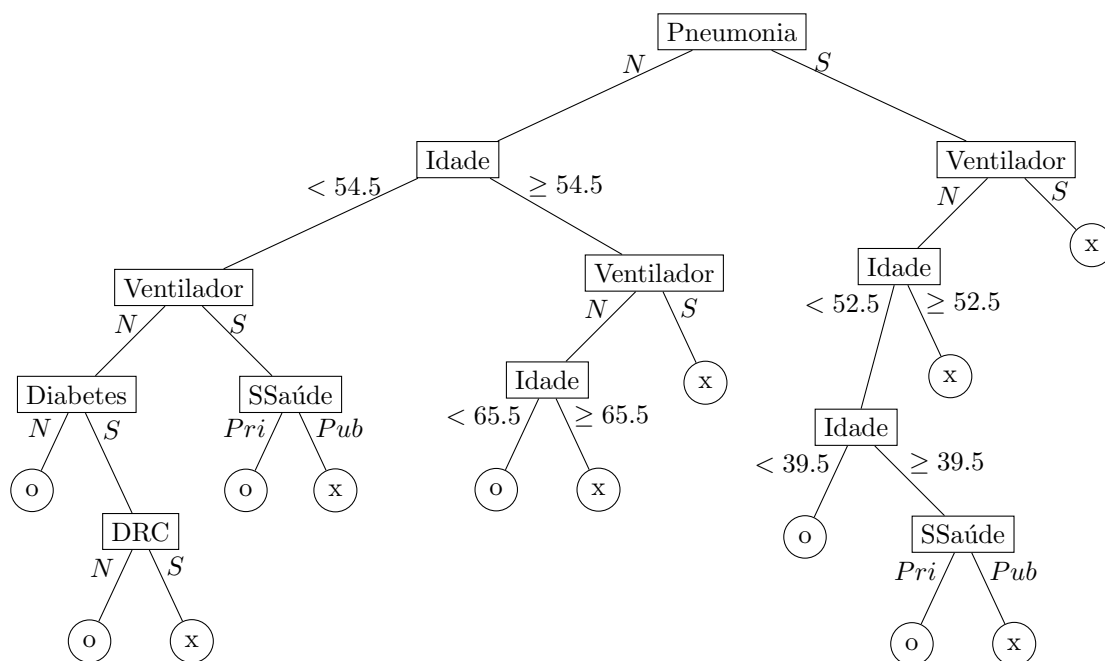 Pneumonia
N S
Idade Ventilador
< 54.5 ≥ 54.5 N S
x
Ventilador Ventilador Idade
N S N S < 52.5 ≥ 52.5
Diabetes SSaúde Idade x x
N S Pri Pub < 65.5 ≥ 65.5 Idade
< 39.5 ≥ 39.5
o o x o x
DRC o SSaúde
N S Pri Pub
o x o x